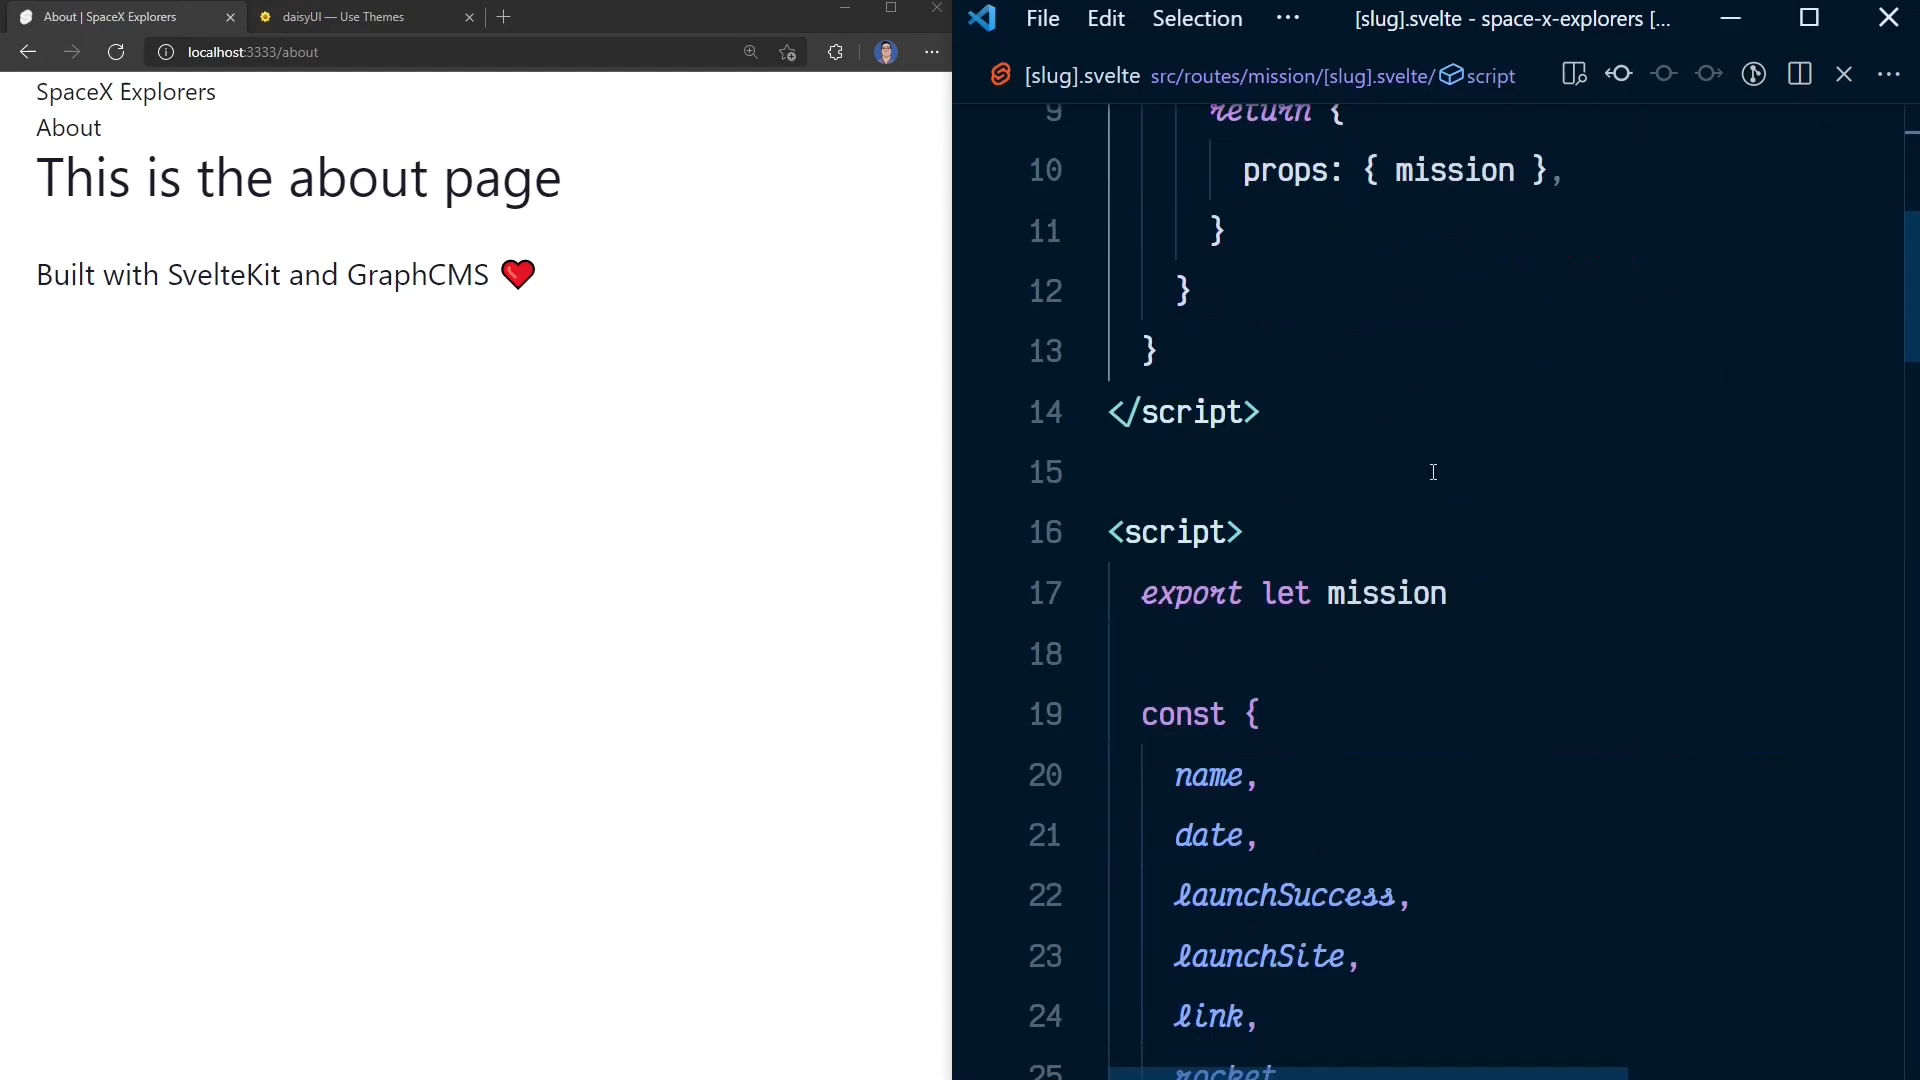 About | SpaceX Explorers
daisyUI — Use Themes
localhost:3333/about
SpaceX Explorers
About
This is the about page
Built with SvelteKit and GraphCMS ❤️
File Edit Selection ··· [slug].svelte - space-x-explorers [...
[slug].svelte src/routes/mission/[slug].svelte/ script
9 return {
10 props: { mission },
11 }
12 }
13 }
14 </script>
15
16 <script>
17 export let mission
18
19 const {
20 name,
21 date,
22 launchSuccess,
23 launchSite,
24 link,
25 rocket